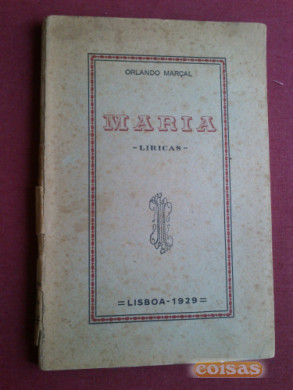 ORLANDO MARÇAL
MARIA
-LIRICAS-
=LISBOA-1929=
coisas